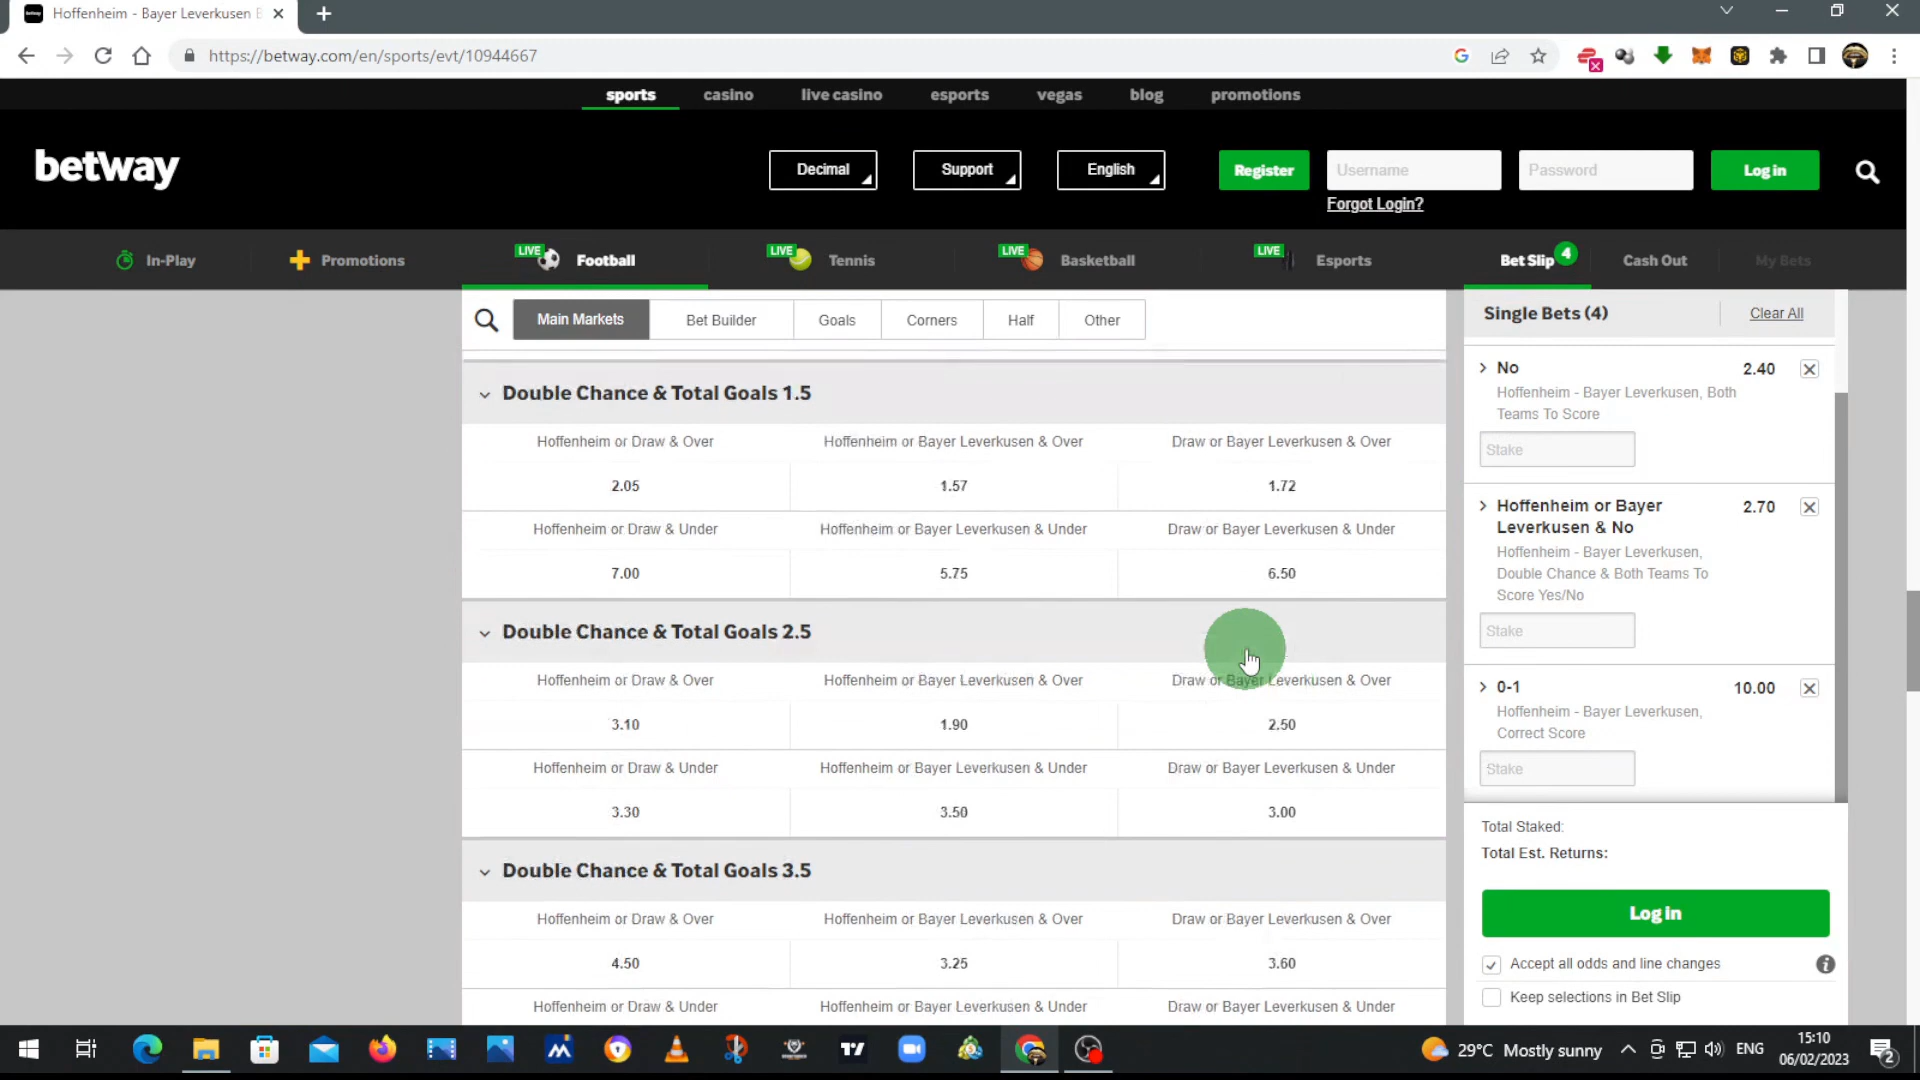 Hoffenheim - Bayer Leverkusen B
https://betway.com/en/sports/evt/10944667
sports casino live casino esports vegas blog promotions
betway
Decimal Support English Register Username Password Log in
Forgot Login?
In-Play Promotions LIVE Football LIVE Tennis LIVE Basketball LIVE Esports Bet Slip 4 Cash Out My Bets
Main Markets Bet Builder Goals Corners Half Other
Double Chance & Total Goals 1.5
Hoffenheim or Draw & Over Hoffenheim or Bayer Leverkusen & Over Draw or Bayer Leverkusen & Over
2.05 1.57 1.72
Hoffenheim or Draw & Under Hoffenheim or Bayer Leverkusen & Under Draw or Bayer Leverkusen & Under
7.00 5.75 6.50
Double Chance & Total Goals 2.5
Hoffenheim or Draw & Over Hoffenheim or Bayer Leverkusen & Over Draw or Bayer Leverkusen & Over
3.10 1.90 2.50
Hoffenheim or Draw & Under Hoffenheim or Bayer Leverkusen & Under Draw or Bayer Leverkusen & Under
3.30 3.50 3.00
Double Chance & Total Goals 3.5
Hoffenheim or Draw & Over Hoffenheim or Bayer Leverkusen & Over Draw or Bayer Leverkusen & Over
4.50 3.25 3.60
Hoffenheim or Draw & Under Hoffenheim or Bayer Leverkusen & Under Draw or Bayer Leverkusen & Under
Single Bets (4) Clear All
No 2.40
Hoffenheim - Bayer Leverkusen, Both
Teams To Score
Stake
Hoffenheim or Bayer 2.70
Leverkusen & No
Hoffenheim - Bayer Leverkusen,
Double Chance & Both Teams To
Score Yes/No
Stake
0-1 10.00
Hoffenheim - Bayer Leverkusen,
Correct Score
Stake
Total Staked:
Total Est. Returns:
Log in
Accept all odds and line changes
Keep selections in Bet Slip
29°C Mostly sunny ENG 15:10
06/02/2023 2